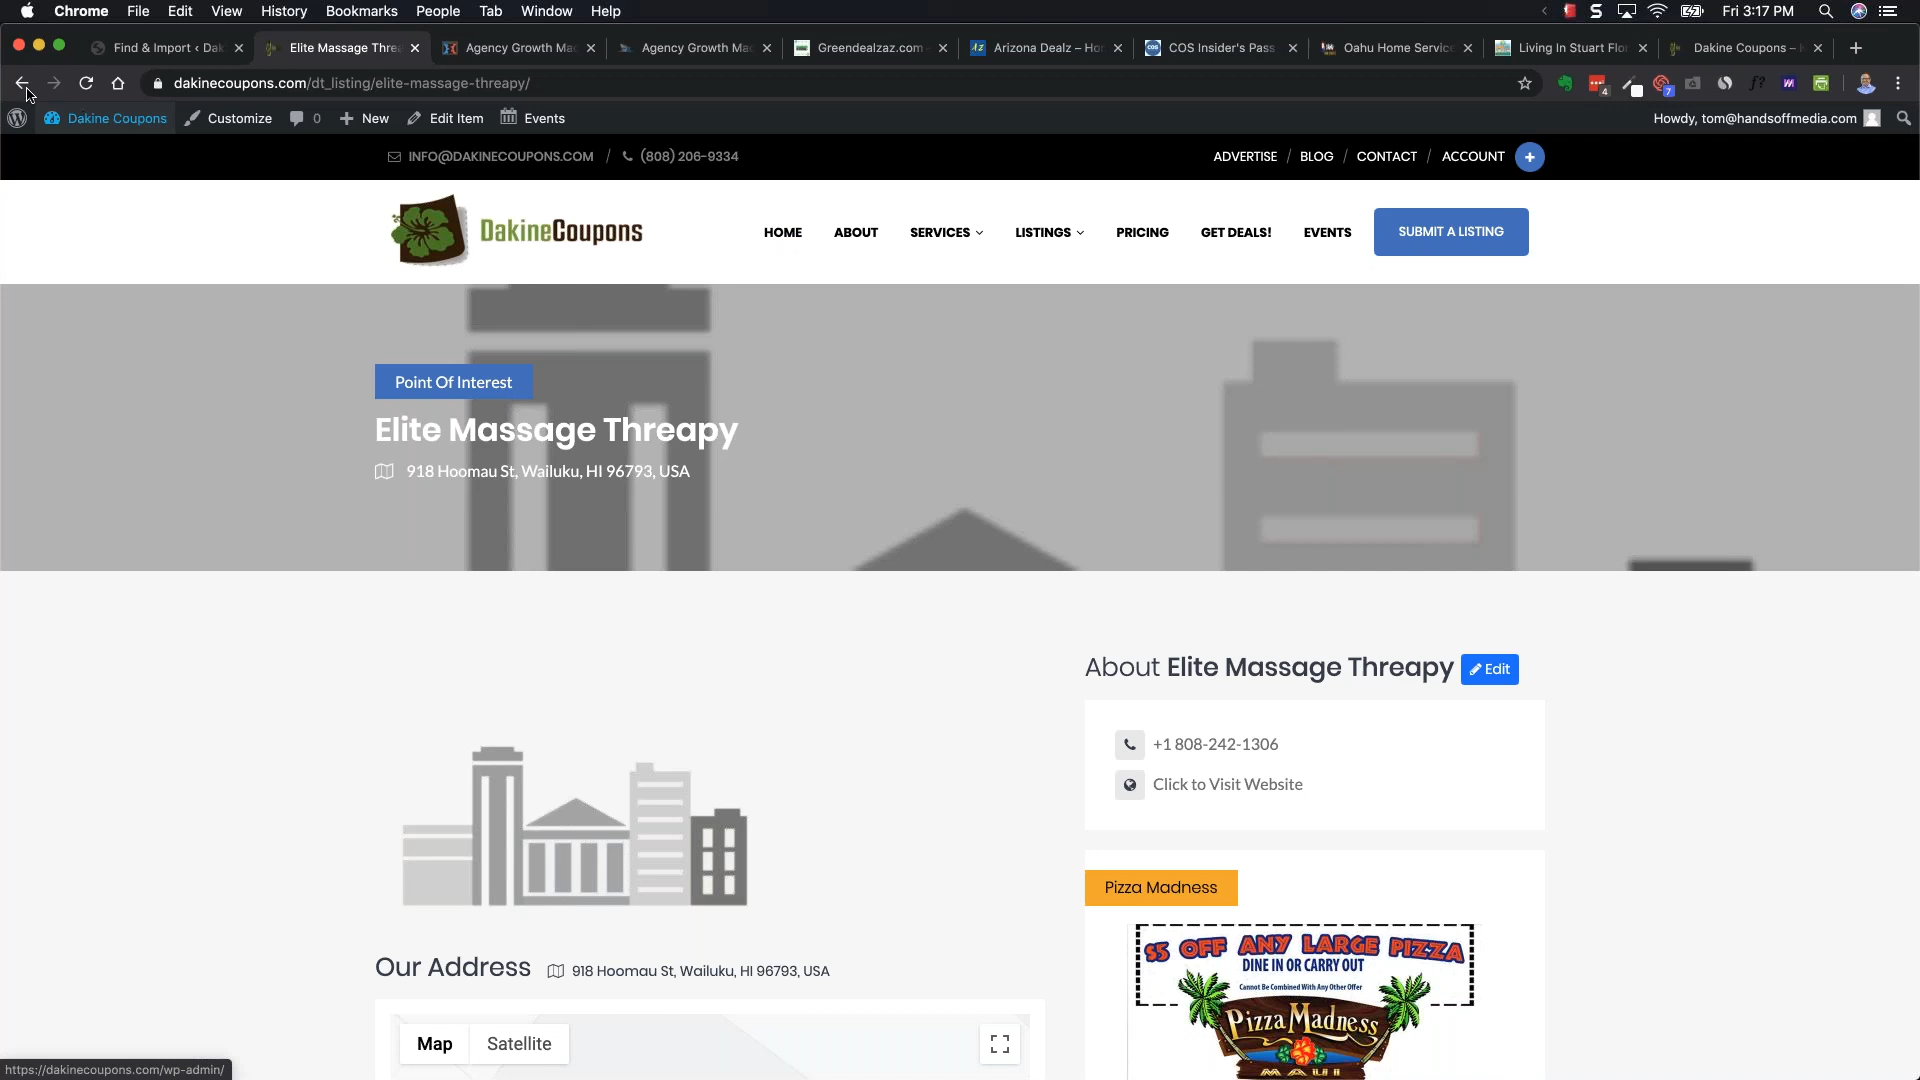 Chrome File Edit View History Bookmarks People Tab Window Help
Fri 3:17 PM
Find & Import ‹ Dak
Elite Massage Threa
Agency Growth Mac
Agency Growth Mac
Greendealzaz.com –
Arizona Dealz – Ho
COS Insider's Pass
Oahu Home Service
Living In Stuart Flor
Dakine Coupons –
dakinecoupons.com/dt_listing/elite-massage-threapy/
4
7
f?
Dakine Coupons Customize 0 New Edit Item Events
Howdy, tom@handsoffmedia.com
INFO@DAKINECOUPONS.COM / (808) 206-9334
ADVERTISE / BLOG / CONTACT / ACCOUNT
DakineCoupons
HOME ABOUT SERVICES LISTINGS PRICING GET DEALS! EVENTS SUBMIT A LISTING
Point Of Interest
Elite Massage Threapy
918 Hoomau St, Wailuku, HI 96793, USA
About Elite Massage Threapy Edit
+1 808-242-1306
Click to Visit Website
Pizza Madness
$5 OFF ANY LARGE PIZZA
DINE IN OR CARRY OUT
Cannot Be Combined With Any Other Offer
Pizza Madness
MAUI
Our Address 918 Hoomau St, Wailuku, HI 96793, USA
Map Satellite
https://dakinecoupons.com/wp-admin/